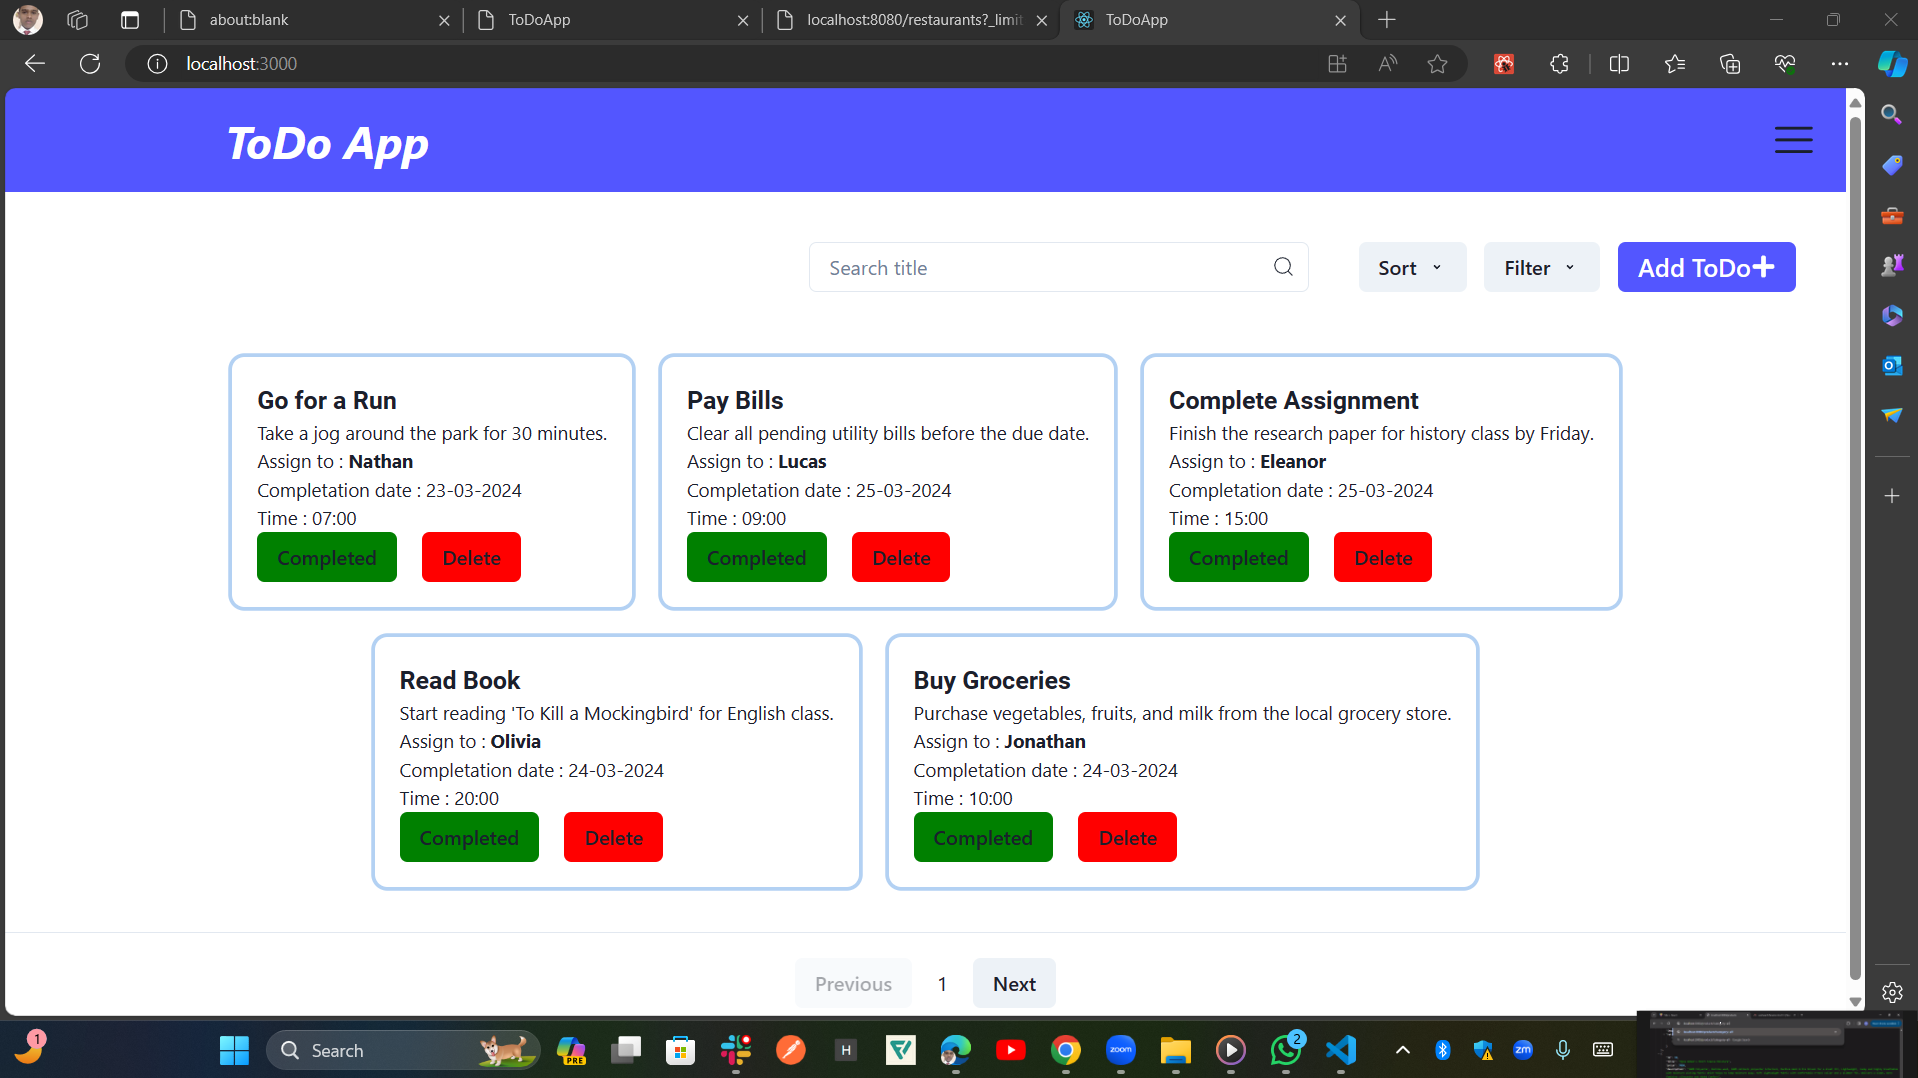 about:blank
ToDoApp
localhost:8080/restaurants?_limit
ToDoApp
localhost:3000
ToDo App
Search title
Sort
Filter
Add ToDo+
Go for a Run
Take a jog around the park for 30 minutes.
Assign to : Nathan
Completation date : 23-03-2024
Time : 07:00
Completed
Delete
Pay Bills
Clear all pending utility bills before the due date.
Assign to : Lucas
Completation date : 25-03-2024
Time : 09:00
Completed
Delete
Complete Assignment
Finish the research paper for history class by Friday.
Assign to : Eleanor
Completation date : 25-03-2024
Time : 15:00
Completed
Delete
Read Book
Start reading 'To Kill a Mockingbird' for English class.
Assign to : Olivia
Completation date : 24-03-2024
Time : 20:00
Completed
Delete
Buy Groceries
Purchase vegetables, fruits, and milk from the local grocery store.
Assign to : Jonathan
Completation date : 24-03-2024
Time : 10:00
Completed
Delete
Previous
1
Next
1
Search
PRE
H
zoom
2
zm